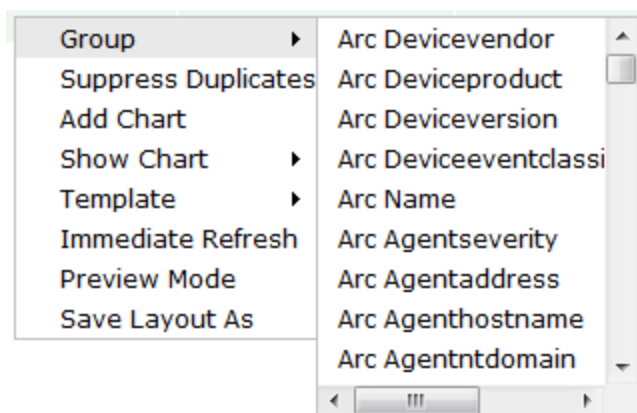 Group
Suppress Duplicates
Add Chart
Show Chart
Template
Immediate Refresh
Preview Mode
Save Layout As
Arc Devicevendor
Arc Deviceproduct
Arc Deviceversion
Arc Deviceeventclassi
Arc Name
Arc Agentseverity
Arc Agentaddress
Arc Agenthostname
Arc Agentntdomain